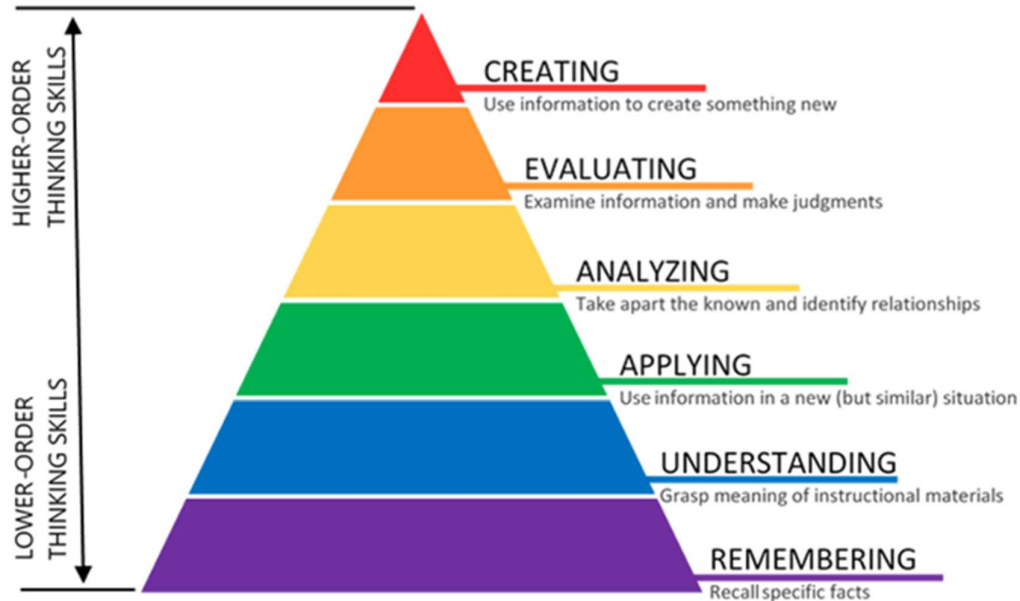 HIGHER-ORDER
THINKING SKILLS
CREATING
Use information to create something new
EVALUATING
Examine information and make judgments
ANALYZING
Take apart the known and identify relationships
APPLYING
Use information in a new (but similar) situation
LOWER-ORDER
THINKING SKILLS
UNDERSTANDING
Grasp meaning of instructional materials
REMEMBERING
Recall specific facts